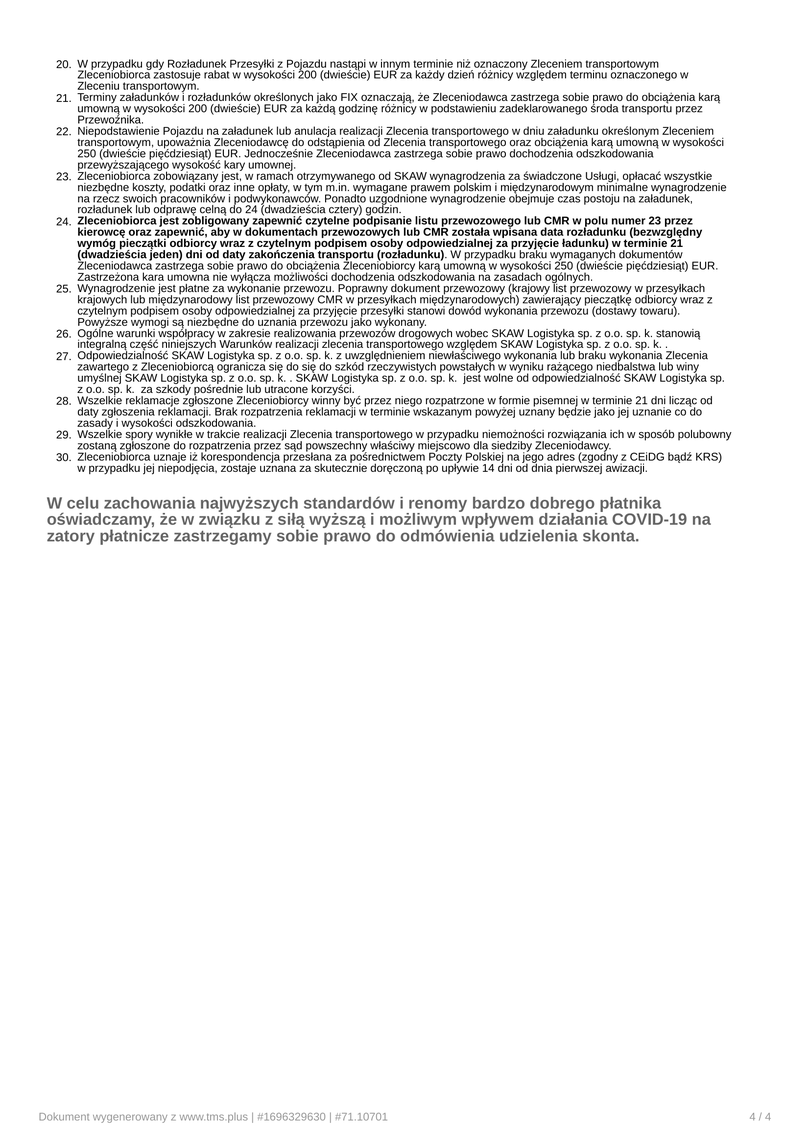 20. W przypadku gdy Rozładunek Przesyłki z Pojazdu nastąpi w innym terminie niż oznaczony Zleceniem transportowym
Zleceniobiorca zastosuje rabat w wysokości 200 (dwieście) EUR za każdy dzień różnicy względem terminu oznaczonego w
Zleceniu transportowym.
21. Terminy załadunków i rozładunków określonych jako FIX oznaczają, że Zleceniodawca zastrzega sobie prawo do obciążenia karą
umowną w wysokości 200 (dwieście) EUR za każdą godzinę różnicy w podstawieniu zadeklarowanego środa transportu przez
Przewoźnika.
22. Niepodstawienie Pojazdu na załadunek lub anulacja realizacji Zlecenia transportowego w dniu załadunku określonym Zleceniem
transportowym, upoważnia Zleceniodawcę do odstąpienia od Zlecenia transportowego oraz obciążenia karą umowną w wysokości
250 (dwieście pięćdziesiąt) EUR. Jednocześnie Zleceniodawca zastrzega sobie prawo dochodzenia odszkodowania
przewyższającego wysokość kary umownej.
23. Zleceniobiorca zobowiązany jest, w ramach otrzymywanego od SKAW wynagrodzenia za świadczone Usługi, opłacać wszystkie
niezbędne koszty, podatki oraz inne opłaty, w tym m.in. wymagane prawem polskim i międzynarodowym minimalne wynagrodzenie
na rzecz swoich pracowników i podwykonawców. Ponadto uzgodnione wynagrodzenie obejmuje czas postoju na załadunek,
rozładunek lub odprawę celną do 24 (dwadzieścia cztery) godzin.
24. Zleceniobiorca jest zobligowany zapewnić czytelne podpisanie listu przewozowego lub CMR w polu numer 23 przez
kierowcę oraz zapewnić, aby w dokumentach przewozowych lub CMR została wpisana data rozładunku (bezwzględny
wymóg pieczątki odbiorcy wraz z czytelnym podpisem osoby odpowiedzialnej za przyjęcie ładunku) w terminie 21
(dwadzieścia jeden) dni od daty zakończenia transportu (rozładunku). W przypadku braku wymaganych dokumentów
Zleceniodawca zastrzega sobie prawo do obciążenia Zleceniobiorcy karą umowną w wysokości 250 (dwieście pięćdziesiąt) EUR.
Zastrzeżona kara umowna nie wyłącza możliwości dochodzenia odszkodowania na zasadach ogólnych.
25. Wynagrodzenie jest płatne za wykonanie przewozu. Poprawny dokument przewozowy (krajowy list przewozowy w przesyłkach
krajowych lub międzynarodowy list przewozowy CMR w przesyłkach międzynarodowych) zawierający pieczątkę odbiorcy wraz z
czytelnym podpisem osoby odpowiedzialnej za przyjęcie przesyłki stanowi dowód wykonania przewozu (dostawy towaru).
Powyższe wymogi są niezbędne do uznania przewozu jako wykonany.
26. Ogólne warunki współpracy w zakresie realizowania przewozów drogowych wobec SKAW Logistyka sp. z o.o. sp. k. stanowią
integralną część niniejszych Warunków realizacji zlecenia transportowego względem SKAW Logistyka sp. z o.o. sp. k. .
27. Odpowiedzialność SKAW Logistyka sp. z o.o. sp. k. z uwzględnieniem niewłaściwego wykonania lub braku wykonania Zlecenia
zawartego z Zleceniobiorcą ogranicza się do się do szkód rzeczywistych powstałych w wyniku rażącego niedbalstwa lub winy
umyślnej SKAW Logistyka sp. z o.o. sp. k. . SKAW Logistyka sp. z o.o. sp. k. jest wolne od odpowiedzialność SKAW Logistyka sp.
z o.o. sp. k. za szkody pośrednie lub utracone korzyści.
28. Wszelkie reklamacje zgłoszone Zleceniobiorcy winny być przez niego rozpatrzone w formie pisemnej w terminie 21 dni licząc od
daty zgłoszenia reklamacji. Brak rozpatrzenia reklamacji w terminie wskazanym powyżej uznany będzie jako jej uznanie co do
zasady i wysokości odszkodowania.
29. Wszelkie spory wynikłe w trakcie realizacji Zlecenia transportowego w przypadku niemożności rozwiązania ich w sposób polubowny
zostaną zgłoszone do rozpatrzenia przez sąd powszechny właściwy miejscowo dla siedziby Zleceniodawcy.
30. Zleceniobiorca uznaje iż korespondencja przesłana za pośrednictwem Poczty Polskiej na jego adres (zgodny z CEiDG bądź KRS)
w przypadku jej niepodjęcia, zostaje uznana za skutecznie doręczoną po upływie 14 dni od dnia pierwszej awizacji.
W celu zachowania najwyższych standardów i renomy bardzo dobrego płatnika
oświadczamy, że w związku z siłą wyższą i możliwym wpływem działania COVID-19 na
zatory płatnicze zastrzegamy sobie prawo do odmówienia udzielenia skonta.
Dokument wygenerowany z www.tms.plus | #1696329630 | #71.10701 4 / 4